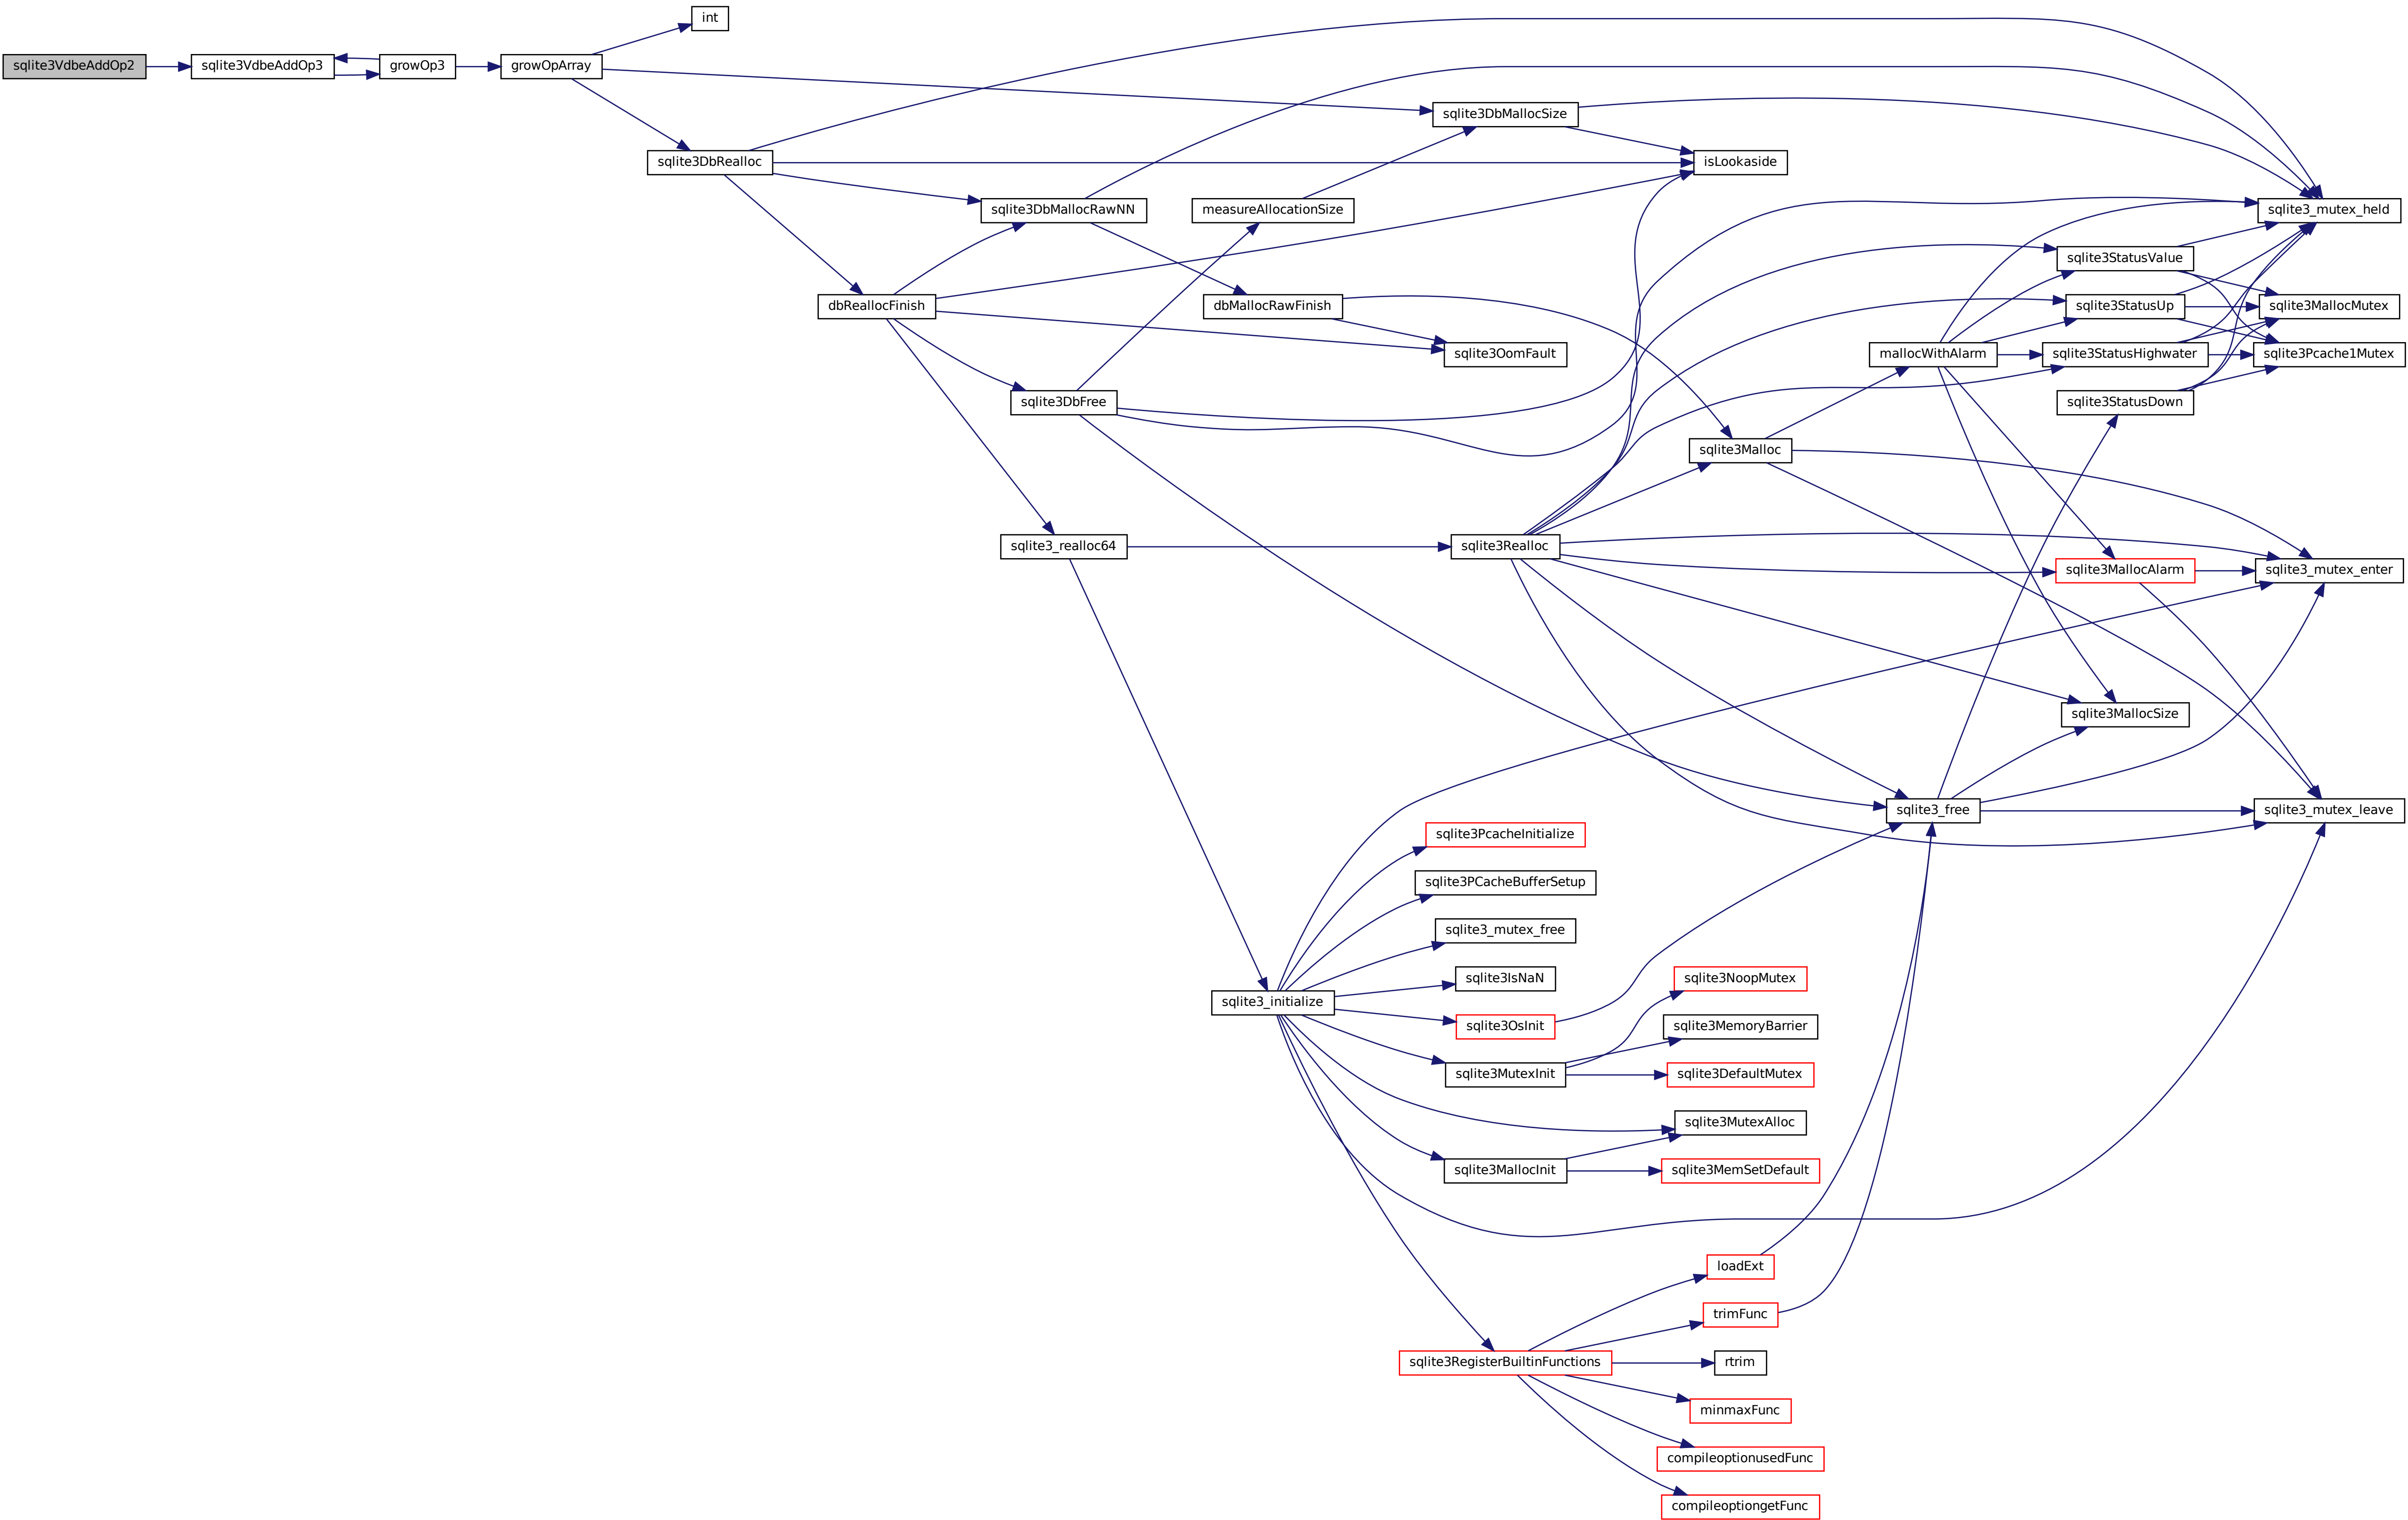 int
sqlite3VdbeAddOp2
sqlite3VdbeAddOp3
growOp3
growOpArray
sqlite3DbMallocSize
sqlite3DbRealloc
isLookaside
sqlite3DbMallocRawNN
measureAllocationSize
sqlite3_mutex_held
sqlite3StatusValue
dbReallocFinish
dbMallocRawFinish
sqlite3StatusUp
sqlite3MallocMutex
sqlite3OomFault
mallocWithAlarm
sqlite3StatusHighwater
sqlite3Pcache1Mutex
sqlite3DbFree
sqlite3StatusDown
sqlite3Malloc
sqlite3_realloc64
sqlite3Realloc
sqlite3MallocAlarm
sqlite3_mutex_enter
sqlite3MallocSize
sqlite3_free
sqlite3_mutex_leave
sqlite3PcacheInitialize
sqlite3PCacheBufferSetup
sqlite3_mutex_free
sqlite3IsNaN
sqlite3NoopMutex
sqlite3_initialize
sqlite3OsInit
sqlite3MemoryBarrier
sqlite3MutexInit
sqlite3DefaultMutex
sqlite3MutexAlloc
sqlite3MallocInit
sqlite3MemSetDefault
loadExt
trimFunc
sqlite3RegisterBuiltinFunctions
rtrim
minmaxFunc
compileoptionusedFunc
compileoptiongetFunc